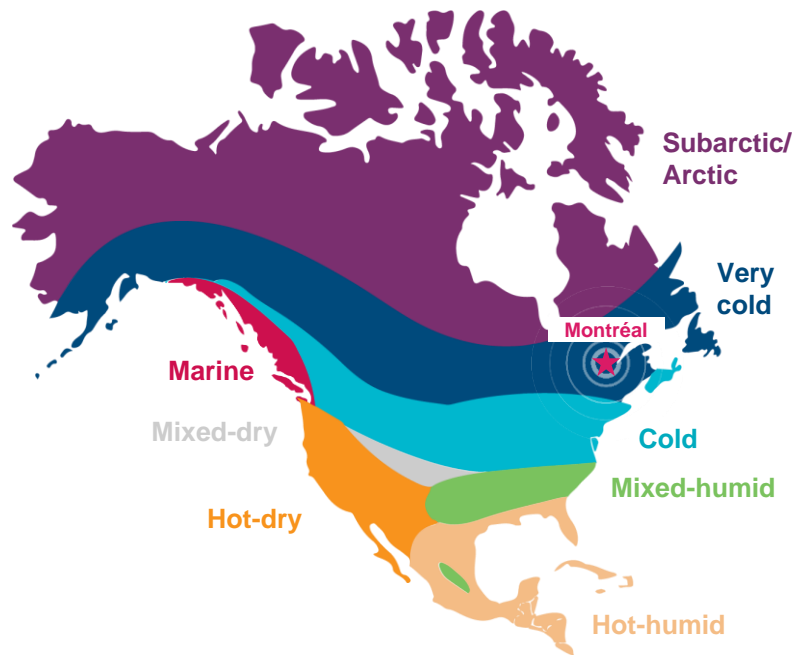 Subarctic/
Arctic
Very
cold
Montréal
Marine
Mixed-dry
Cold
Mixed-humid
Hot-dry
Hot-humid